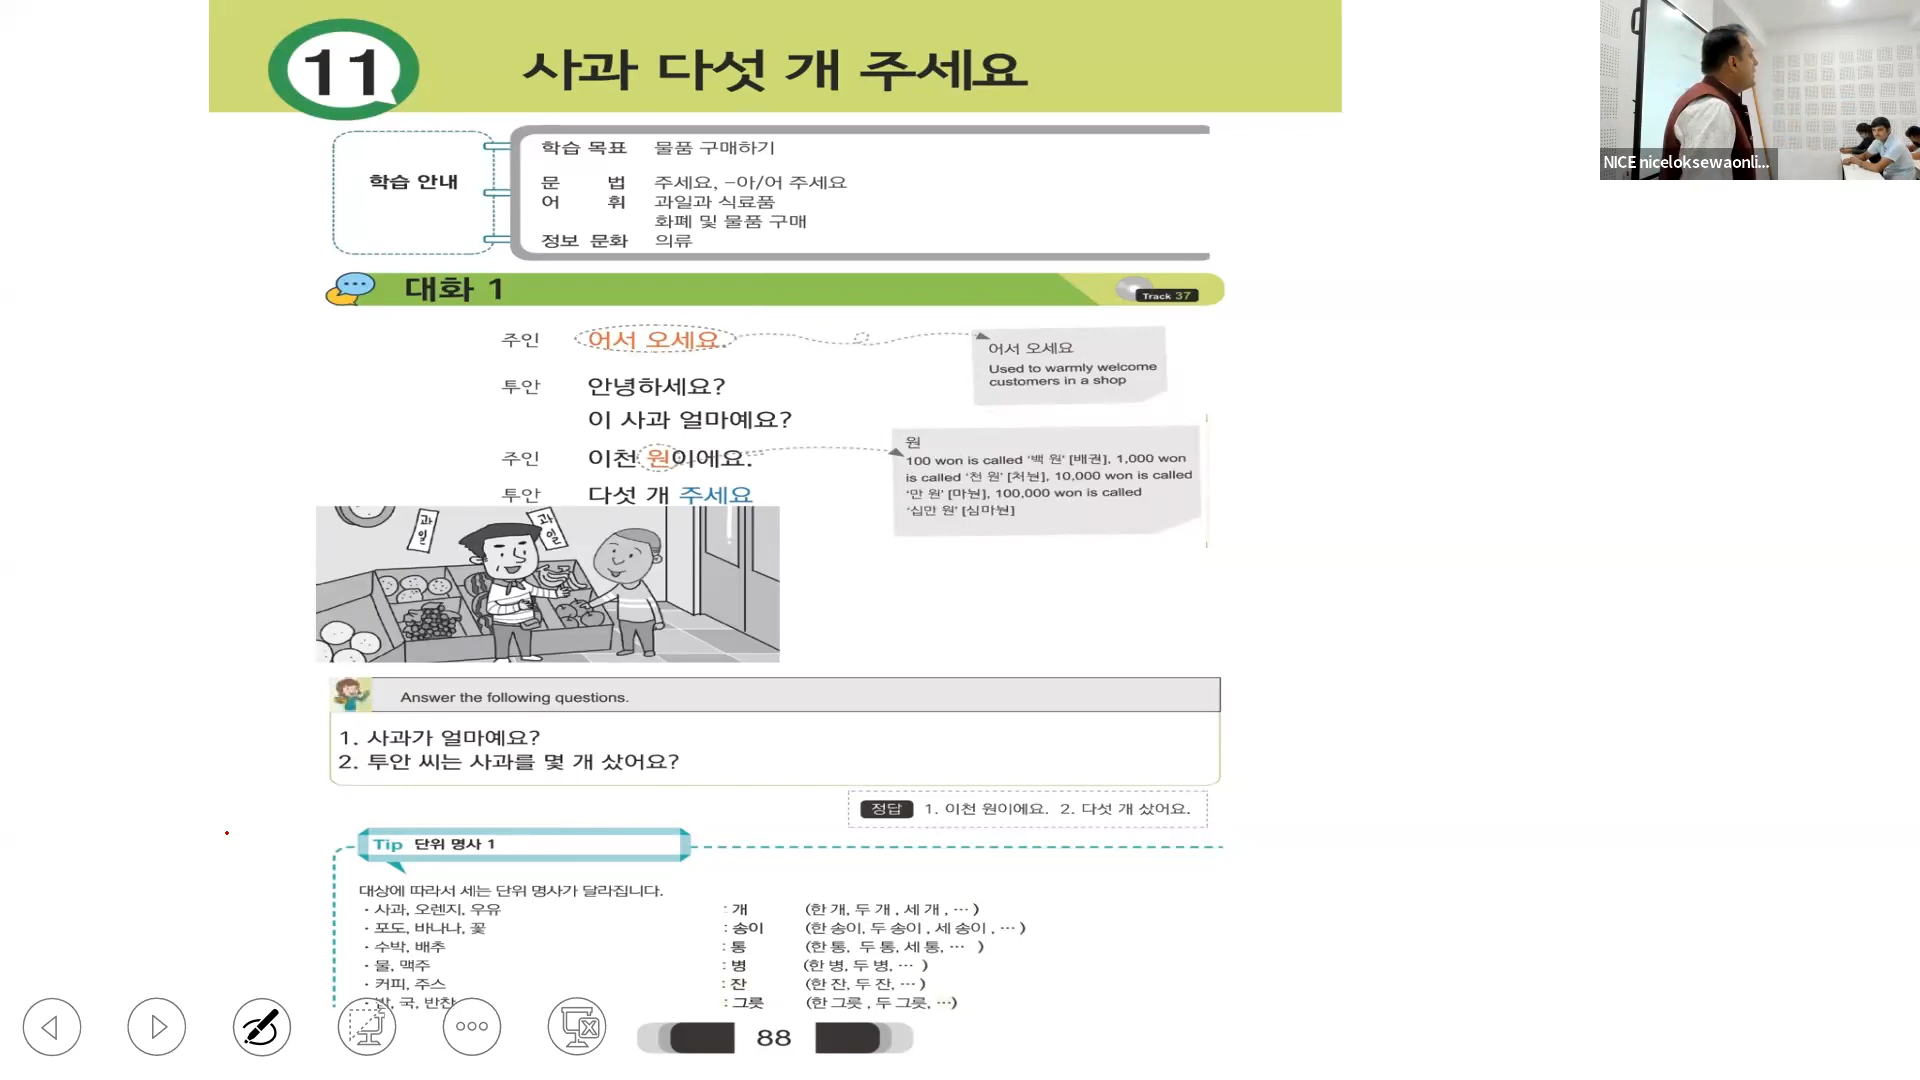 11 사과 다섯 개 주세요
NICE niceloksewaonli...
학습 안내
학습 목표 물품 구매하기
문 법 주세요, –아/어 주세요
어 휘 과일과 식료품
화폐 및 물품 구매
정보 문화 의류
대화 1
Track 37
주인 어서 오세요.
어서 오세요
Used to warmly welcome
customers in a shop
투안 안녕하세요?
이 사과 얼마예요?
주인 이천 원이에요.
투안 다섯 개 주세요
원
100 won is called ‘백 원’ [배권], 1,000 won
is called ‘천 원’ [처눤], 10,000 won is called
‘만 원’ [마눤], 100,000 won is called
‘십만 원’ [심마눤]
과일
과일
Answer the following questions.
1. 사과가 얼마예요?
2. 투안 씨는 사과를 몇 개 샀어요?
정답 1. 이천 원이에요. 2. 다섯 개 샀어요.
Tip 단위 명사 1
대상에 따라서 세는 단위 명사가 달라집니다.
· 사과, 오렌지, 우유 : 개 (한 개, 두 개 , 세 개 , ··· )
· 포도, 바나나, 꽃 : 송이 (한 송이, 두 송이 , 세 송이 , ··· )
· 수박, 배추 : 통 (한 통, 두 통, 세 통, ··· )
· 물, 맥주 : 병 (한 병, 두 병, ··· )
· 커피, 주스 : 잔 (한 잔, 두 잔, ··· )
· 밥, 국, 반찬 : 그릇 (한 그릇 , 두 그릇, ···)
88